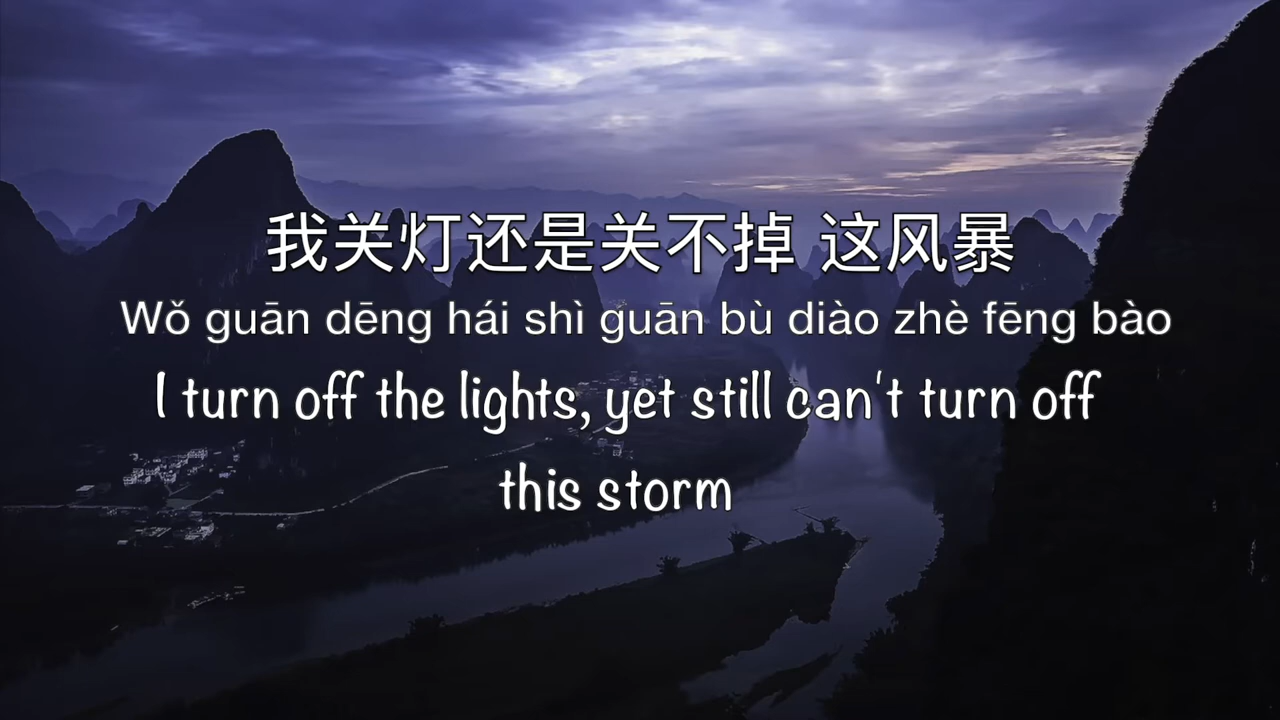 我关灯还是关不掉 这风暴
Wǒ guān dēng hái shì guān bù diào zhè fēng bào
I turn off the lights, yet still can't turn off
this storm